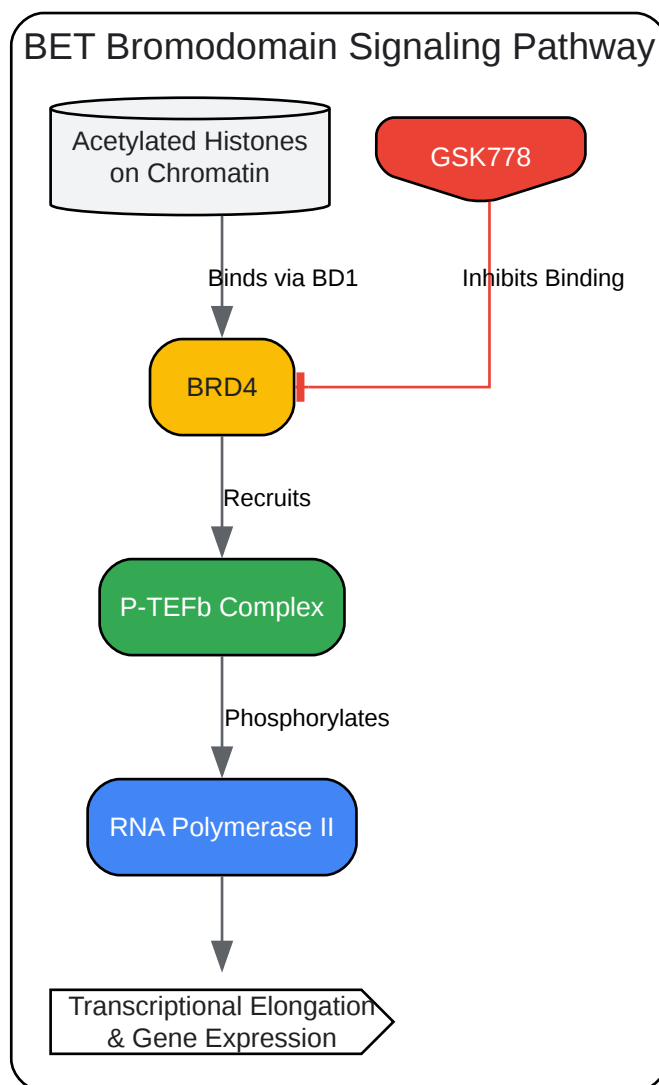 BET Bromodomain Signaling Pathway
Acetylated Histones
on Chromatin
GSK778
Binds via BD1
Inhibits Binding
BRD4
Recruits
P-TEFb Complex
Phosphorylates
RNA Polymerase II
Transcriptional Elongation
& Gene Expression